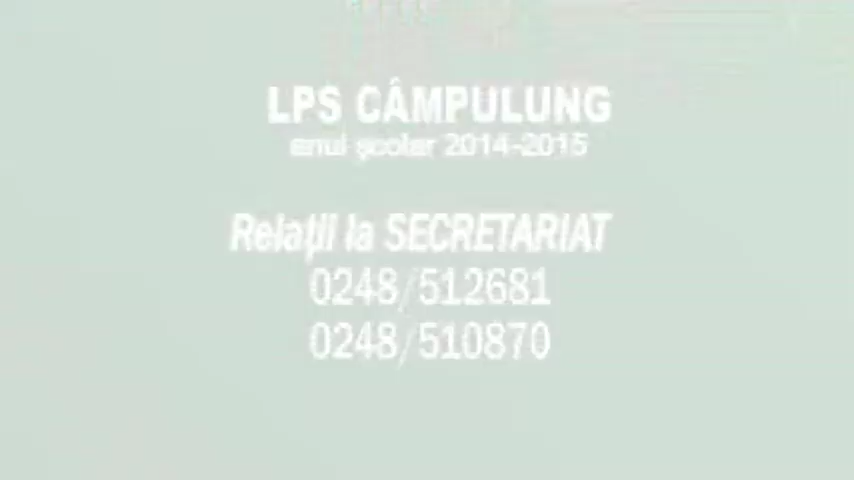 LPS CÂMPULUNG
anul școlar 2014-2015
Relații la SECRETARIAT
0248/512681
0248/510870